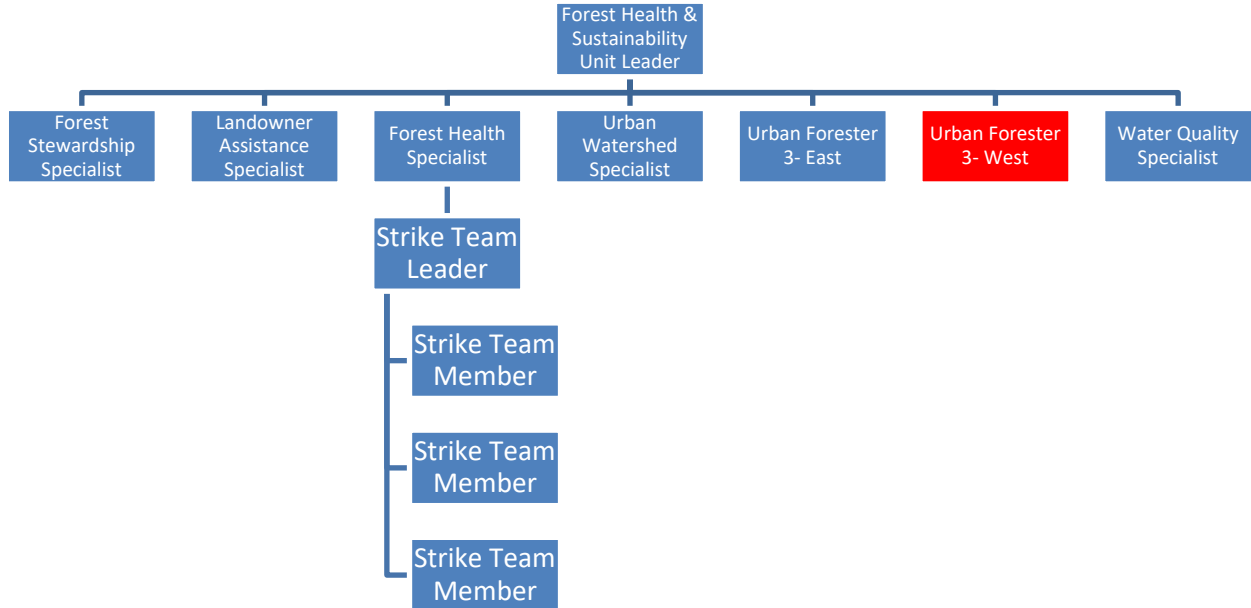 Forest Health &
Sustainability
Unit Leader
Forest
Stewardship
Specialist
Landowner
Assistance
Specialist
Forest Health
Specialist
Urban
Watershed
Specialist
Urban Forester
3- East
Urban Forester
3- West
Water Quality
Specialist
Strike Team
Leader
Strike Team
Member
Strike Team
Member
Strike Team
Member